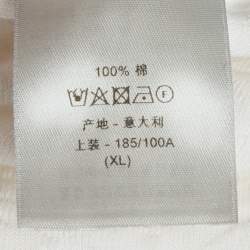 100% 棉
产地 - 意大利
上装 - 185/100A
(XL)